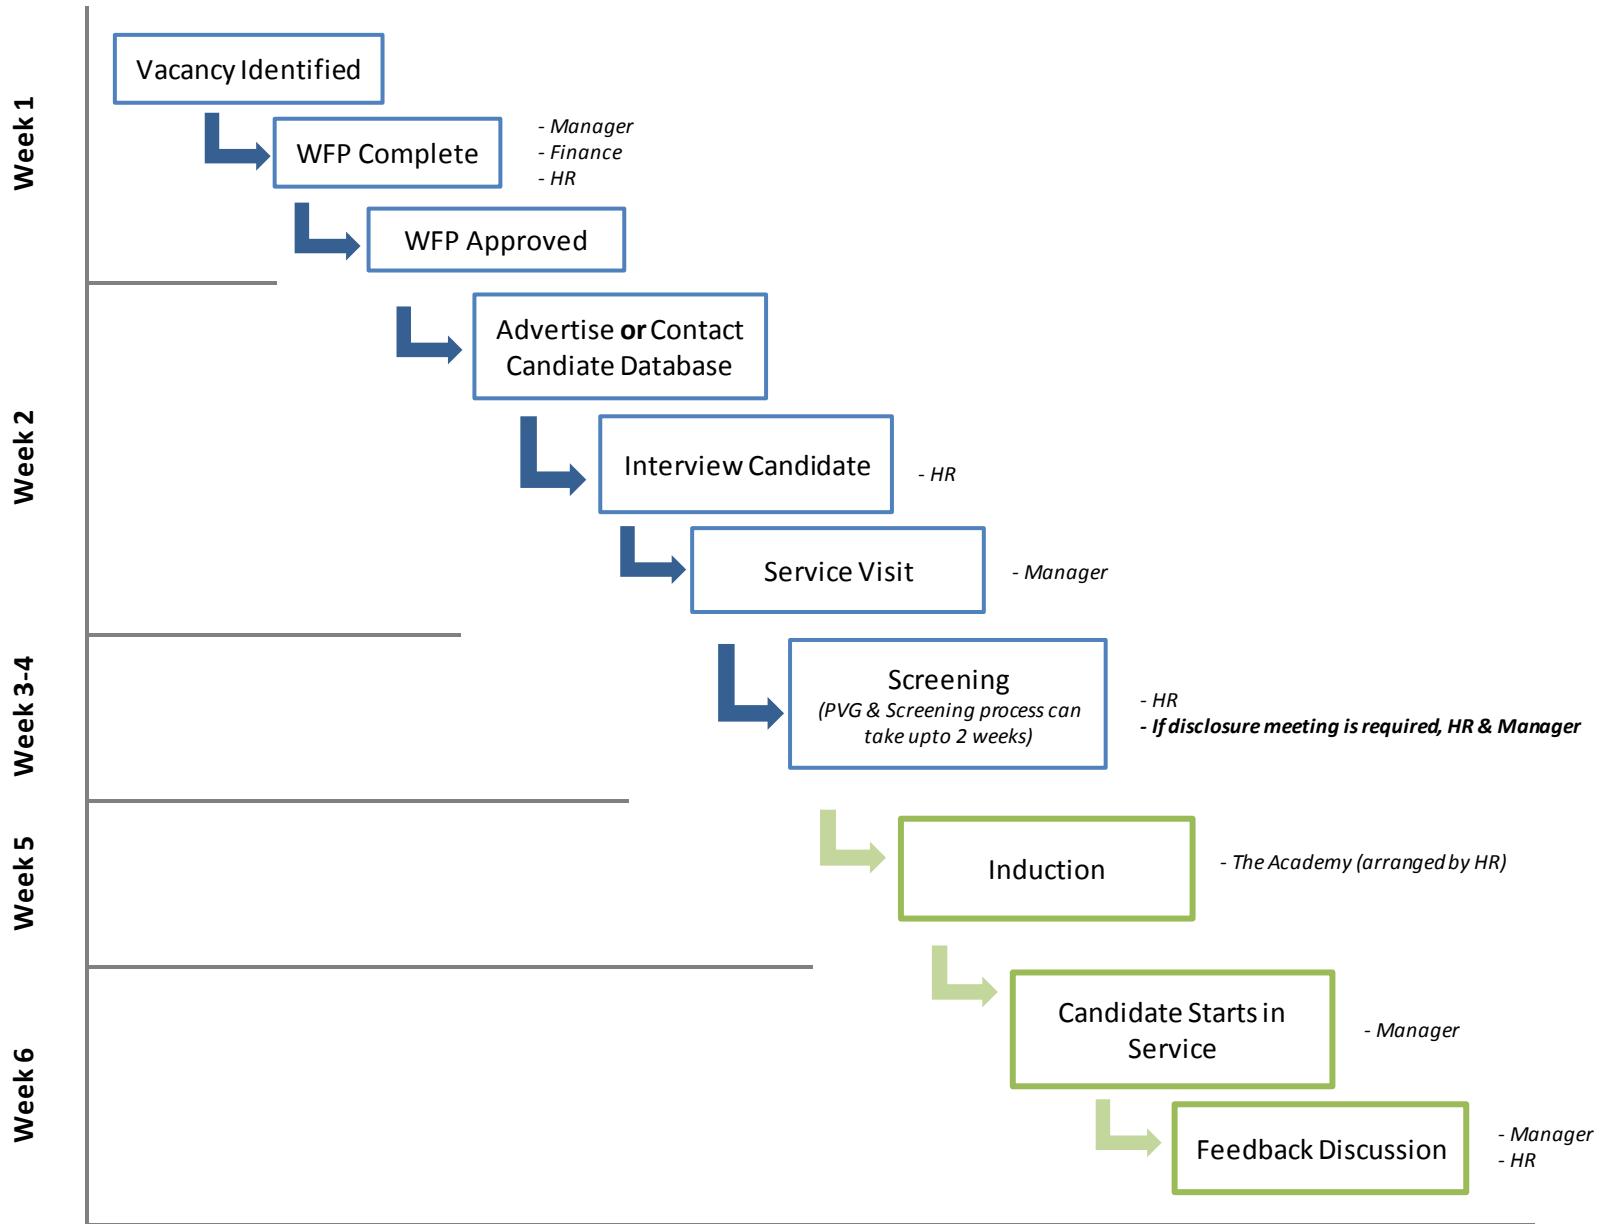 Week 1
Vacancy Identified
WFP Complete
- Manager
- Finance
- HR
WFP Approved
Week 2
Advertise or Contact
Candiate Database
Interview Candidate
- HR
Service Visit
- Manager
Week 3-4
Screening
(PVG & Screening process can
take upto 2 weeks)
- HR
- If disclosure meeting is required, HR & Manager
Week 5
Induction
- The Academy (arranged by HR)
Week 6
Candidate Starts in
Service
- Manager
Feedback Discussion
- Manager
- HR